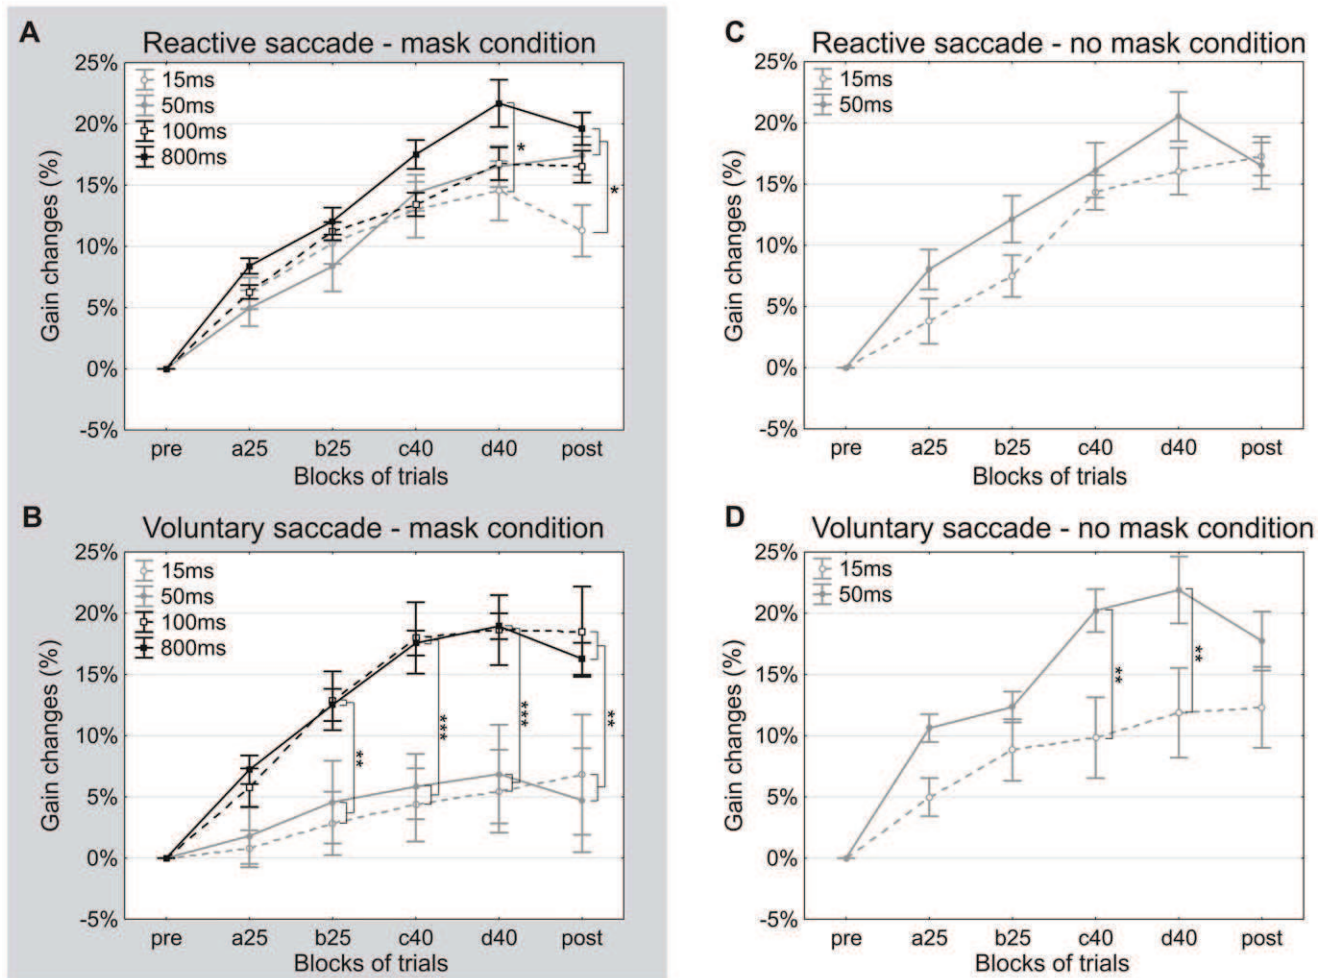 A
Reactive saccade - mask condition
25%
20%
15%
10%
5%
0%
-5%
Gain changes (%)
15ms
50ms
100ms
800ms
*
*
pre a25 b25 c40 d40 post
Blocks of trials
C
Reactive saccade - no mask condition
25%
20%
15%
10%
5%
0%
-5%
Gain changes (%)
15ms
50ms
pre a25 b25 c40 d40 post
Blocks of trials
B
Voluntary saccade - mask condition
25%
20%
15%
10%
5%
0%
-5%
Gain changes (%)
15ms
50ms
100ms
800ms
**
***
***
**
pre a25 b25 c40 d40 post
Blocks of trials
D
Voluntary saccade - no mask condition
25%
20%
15%
10%
5%
0%
-5%
Gain changes (%)
15ms
50ms
**
**
pre a25 b25 c40 d40 post
Blocks of trials